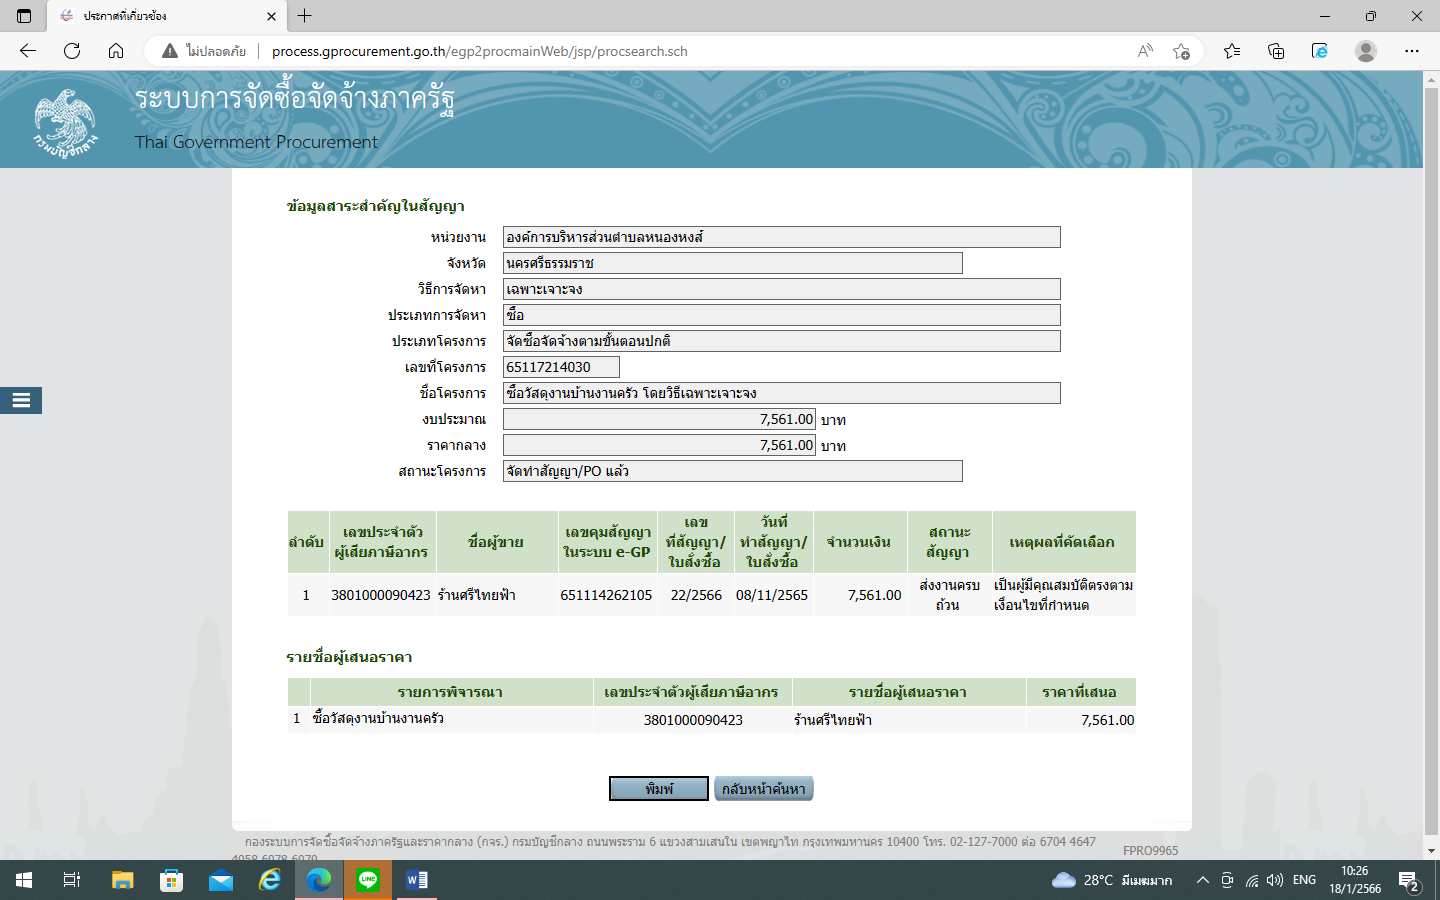 ประกาศที่เกี่ยวข้อง
ไม่ปลอดภัย process.gprocurement.go.th/egp2procmainWeb/jsp/procsearch.sch
ระบบการจัดซื้อจัดจ้างภาครัฐ
Thai Government Procurement
กรมบัญชีกลาง
ข้อมูลสาระสำคัญในสัญญา
หน่วยงาน องค์การบริหารส่วนตำบลหนองหงส์
จังหวัด นครศรีธรรมราช
วิธีการจัดหา เฉพาะเจาะจง
ประเภทการจัดหา ซื้อ
ประเภทโครงการ จัดซื้อจัดจ้างตามขั้นตอนปกติ
เลขที่โครงการ 65117214030
ชื่อโครงการ ซื้อวัสดุงานบ้านงานครัว โดยวิธีเฉพาะเจาะจง
งบประมาณ 7,561.00 บาท
ราคากลาง 7,561.00 บาท
สถานะโครงการ จัดทำสัญญา/PO แล้ว
ลำดับ เลขประจำตัวผู้เสียภาษีอากร ชื่อผู้ขาย เลขคุมสัญญาในระบบ e-GP เลขที่สัญญา/ใบสั่งซื้อ วันที่ทำสัญญา/ใบสั่งซื้อ จำนวนเงิน สถานะสัญญา เหตุผลที่คัดเลือก
1 3801000090423 ร้านศรีไทยฟ้า 651114262105 22/2566 08/11/2565 7,561.00 ส่งงานครบถ้วน เป็นผู้มีคุณสมบัติตรงตามเงื่อนไขที่กำหนด
รายชื่อผู้เสนอราคา
รายการพิจารณา เลขประจำตัวผู้เสียภาษีอากร รายชื่อผู้เสนอราคา ราคาที่เสนอ
1 ซื้อวัสดุงานบ้านงานครัว 3801000090423 ร้านศรีไทยฟ้า 7,561.00
พิมพ์ กลับหน้าค้นหา
กองระบบการจัดซื้อจัดจ้างภาครัฐและราคากลาง (กจร.) กรมบัญชีกลาง ถนนพระราม 6 แขวงสามเสนใน เขตพญาไท กรุงเทพมหานคร 10400 โทร. 02-127-7000 ต่อ 6704 4647
4958 6978 6979
FPRO9965
28°C มีเมฆมาก ENG 10:26
18/1/2566
2